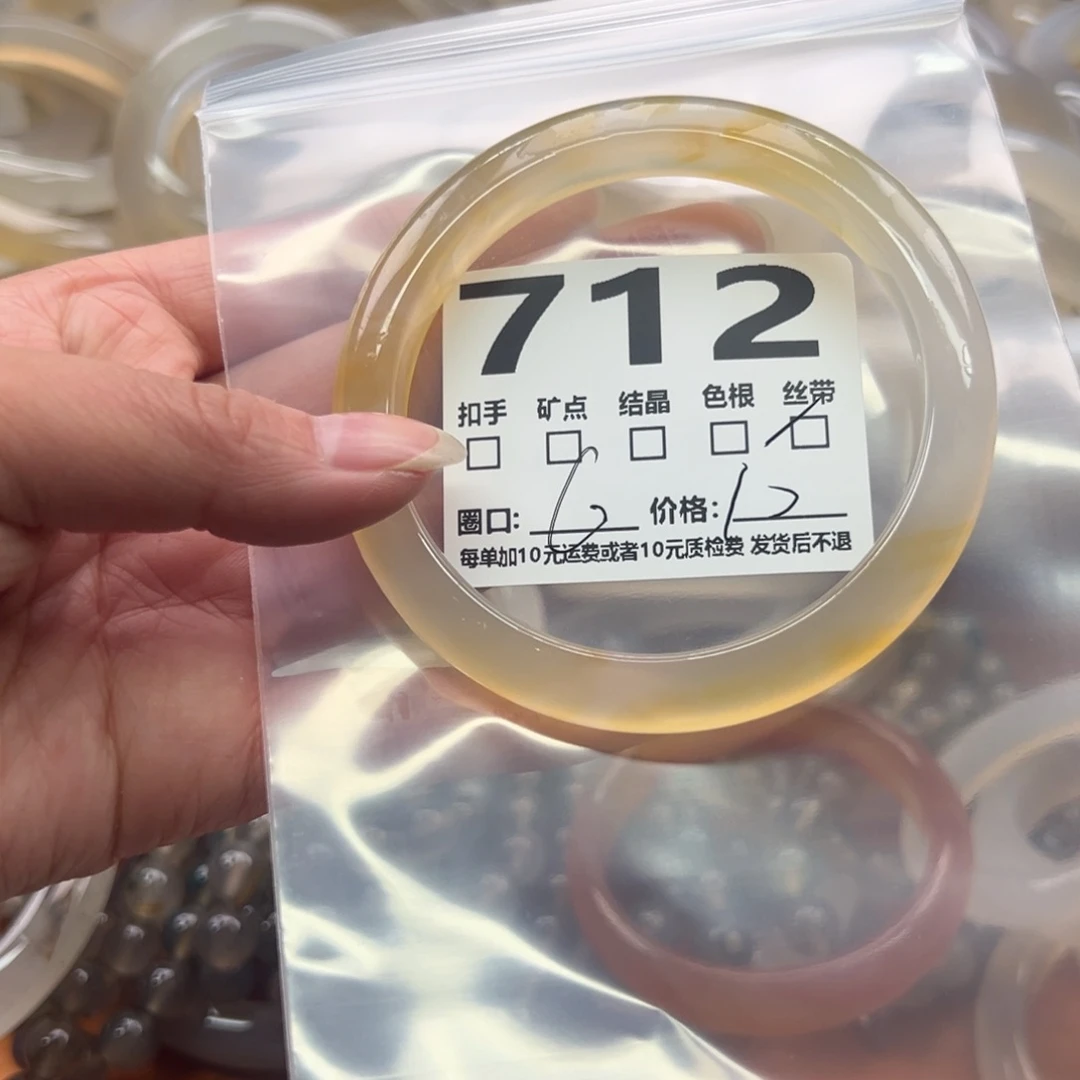 712
扣手 矿点 结晶 色根 丝带
圈口: 价格: 12
每单加10元运费或者10元质检费 发货后不退